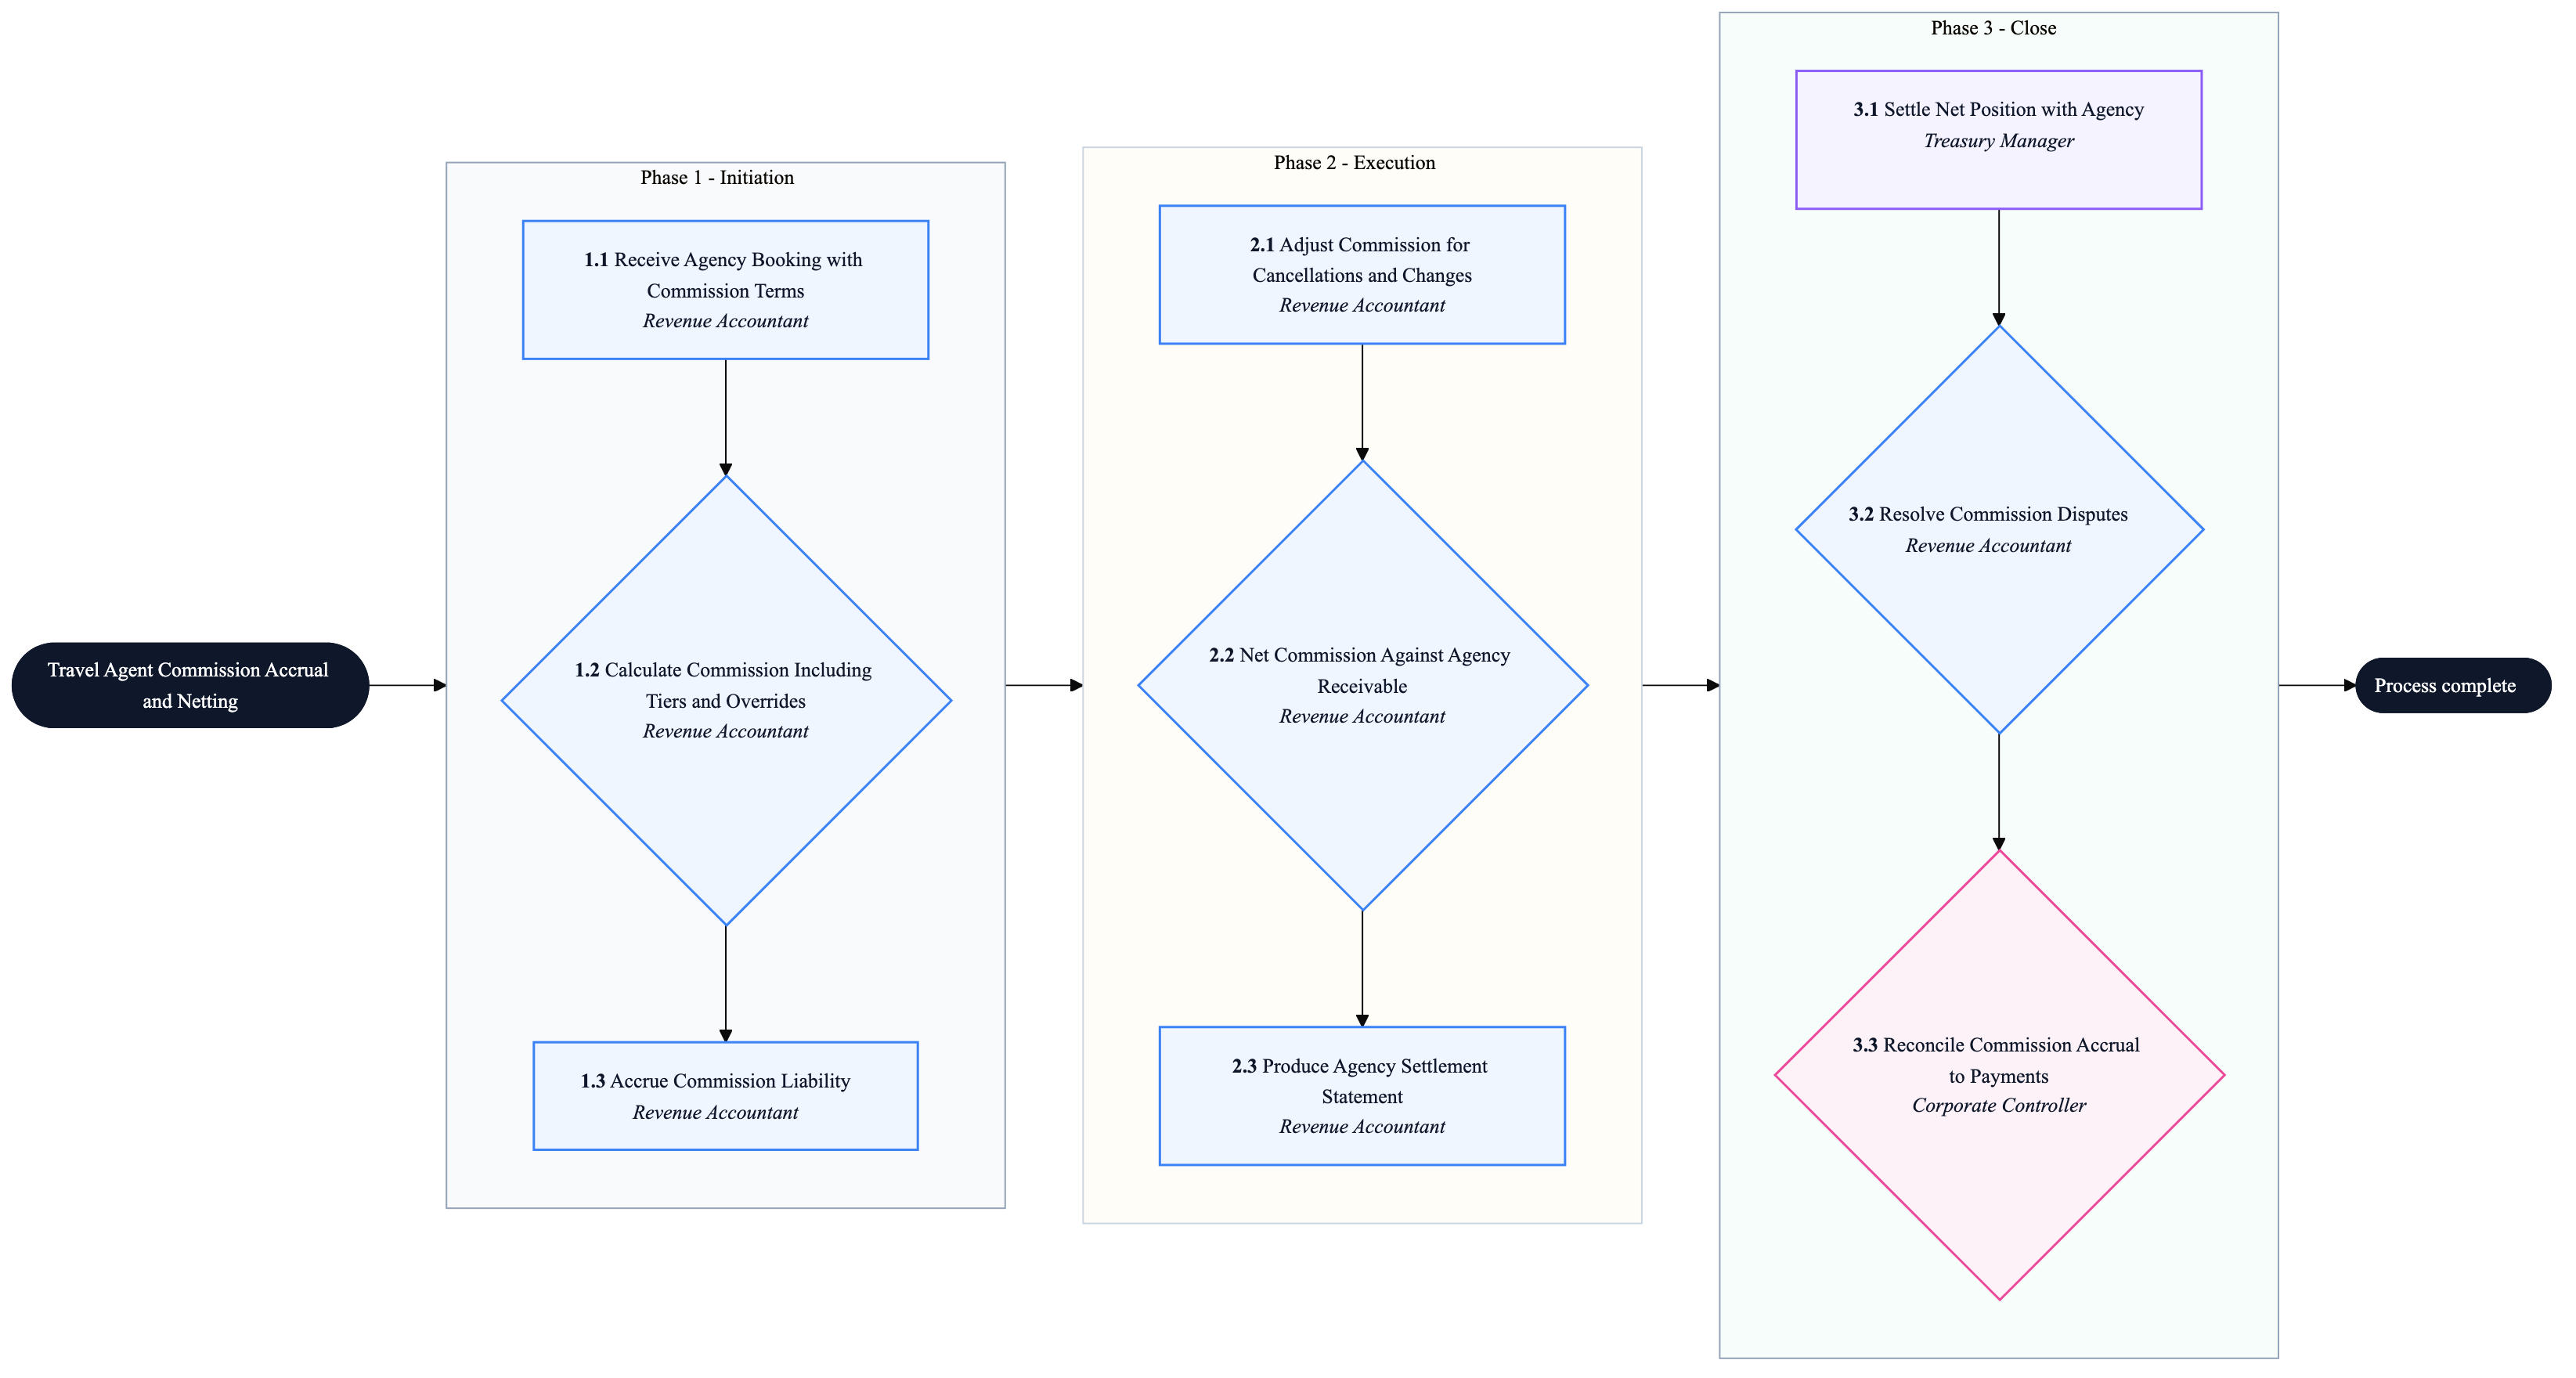 Travel Agent Commission Accrual
and Netting
Phase 1 - Initiation
1.1 Receive Agency Booking with
Commission Terms
Revenue Accountant
1.2 Calculate Commission Including
Tiers and Overrides
Revenue Accountant
1.3 Accrue Commission Liability
Revenue Accountant
Phase 2 - Execution
2.1 Adjust Commission for
Cancellations and Changes
Revenue Accountant
2.2 Net Commission Against Agency
Receivable
Revenue Accountant
2.3 Produce Agency Settlement
Statement
Revenue Accountant
Phase 3 - Close
3.1 Settle Net Position with Agency
Treasury Manager
3.2 Resolve Commission Disputes
Revenue Accountant
3.3 Reconcile Commission Accrual
to Payments
Corporate Controller
Process complete